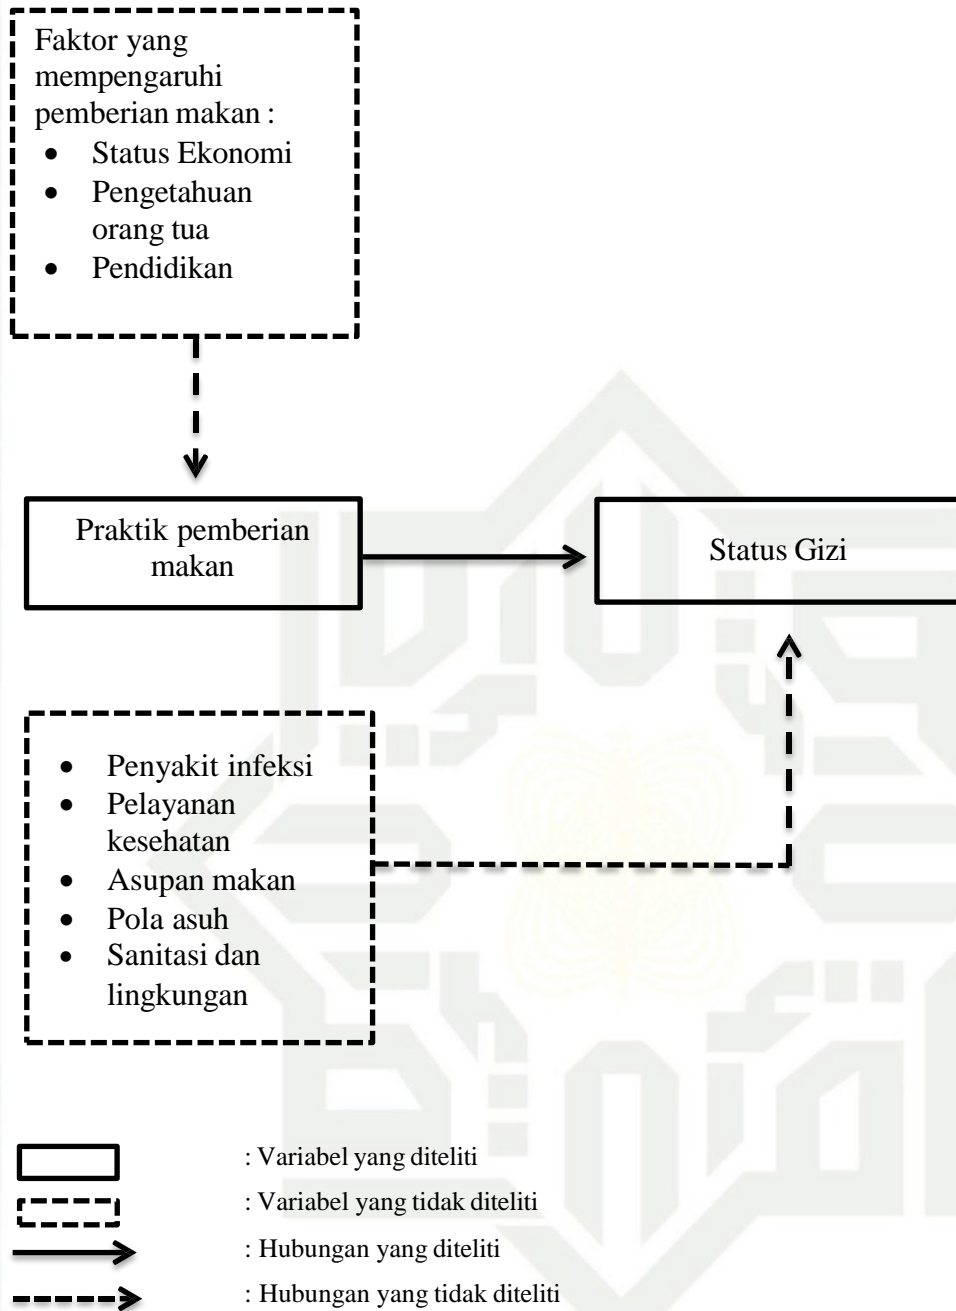 Faktor yang
mempengaruhi
pemberian makan :
• Status Ekonomi
• Pengetahuan
orang tua
• Pendidikan
Praktik pemberian
makan
Status Gizi
• Penyakit infeksi
• Pelayanan
kesehatan
• Asupan makan
• Pola asuh
• Sanitasi dan
lingkungan
: Variabel yang diteliti
: Variabel yang tidak diteliti
: Hubungan yang diteliti
: Hubungan yang tidak diteliti